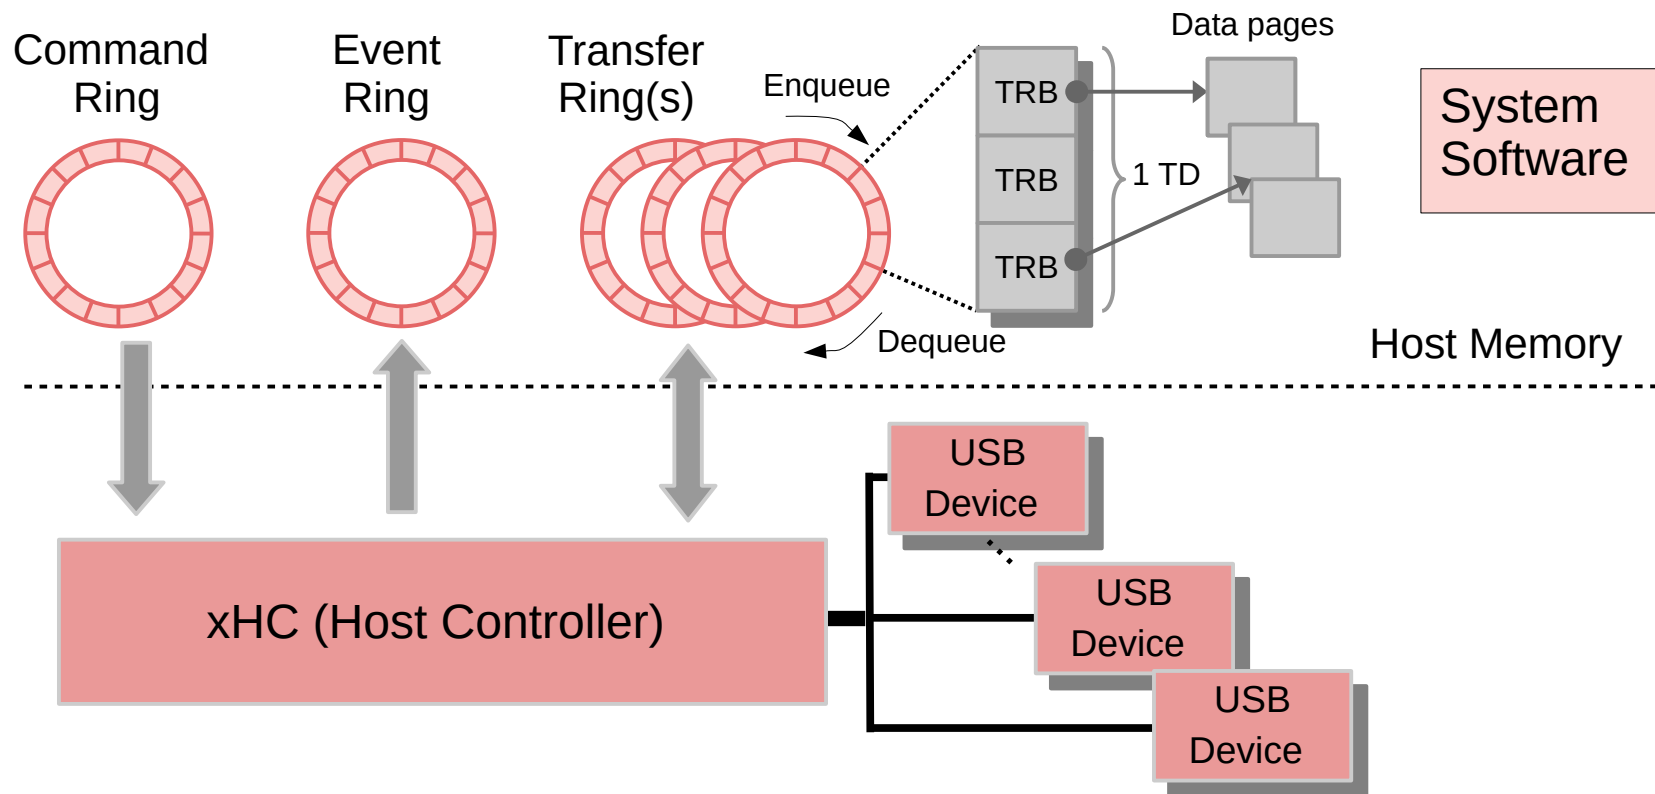 Command
Ring
Event
Ring
Transfer
Ring(s)
Enqueue
Dequeue
TRB
TRB
TRB
1 TD
Data pages
System
Software
Host Memory
xHC (Host Controller)
USB
Device
USB
Device
USB
Device